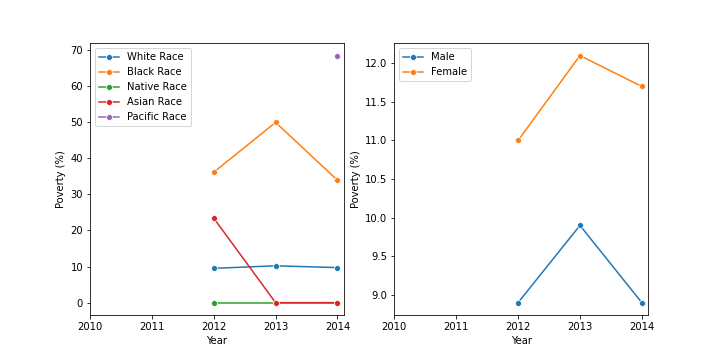 70
60
50
40
30
20
10
0
Poverty (%)
White Race
Black Race
Native Race
Asian Race
Pacific Race
2010 2011 2012 2013 2014
Year
12.0
11.5
11.0
10.5
10.0
9.5
9.0
Poverty (%)
Male
Female
2010 2011 2012 2013 2014
Year